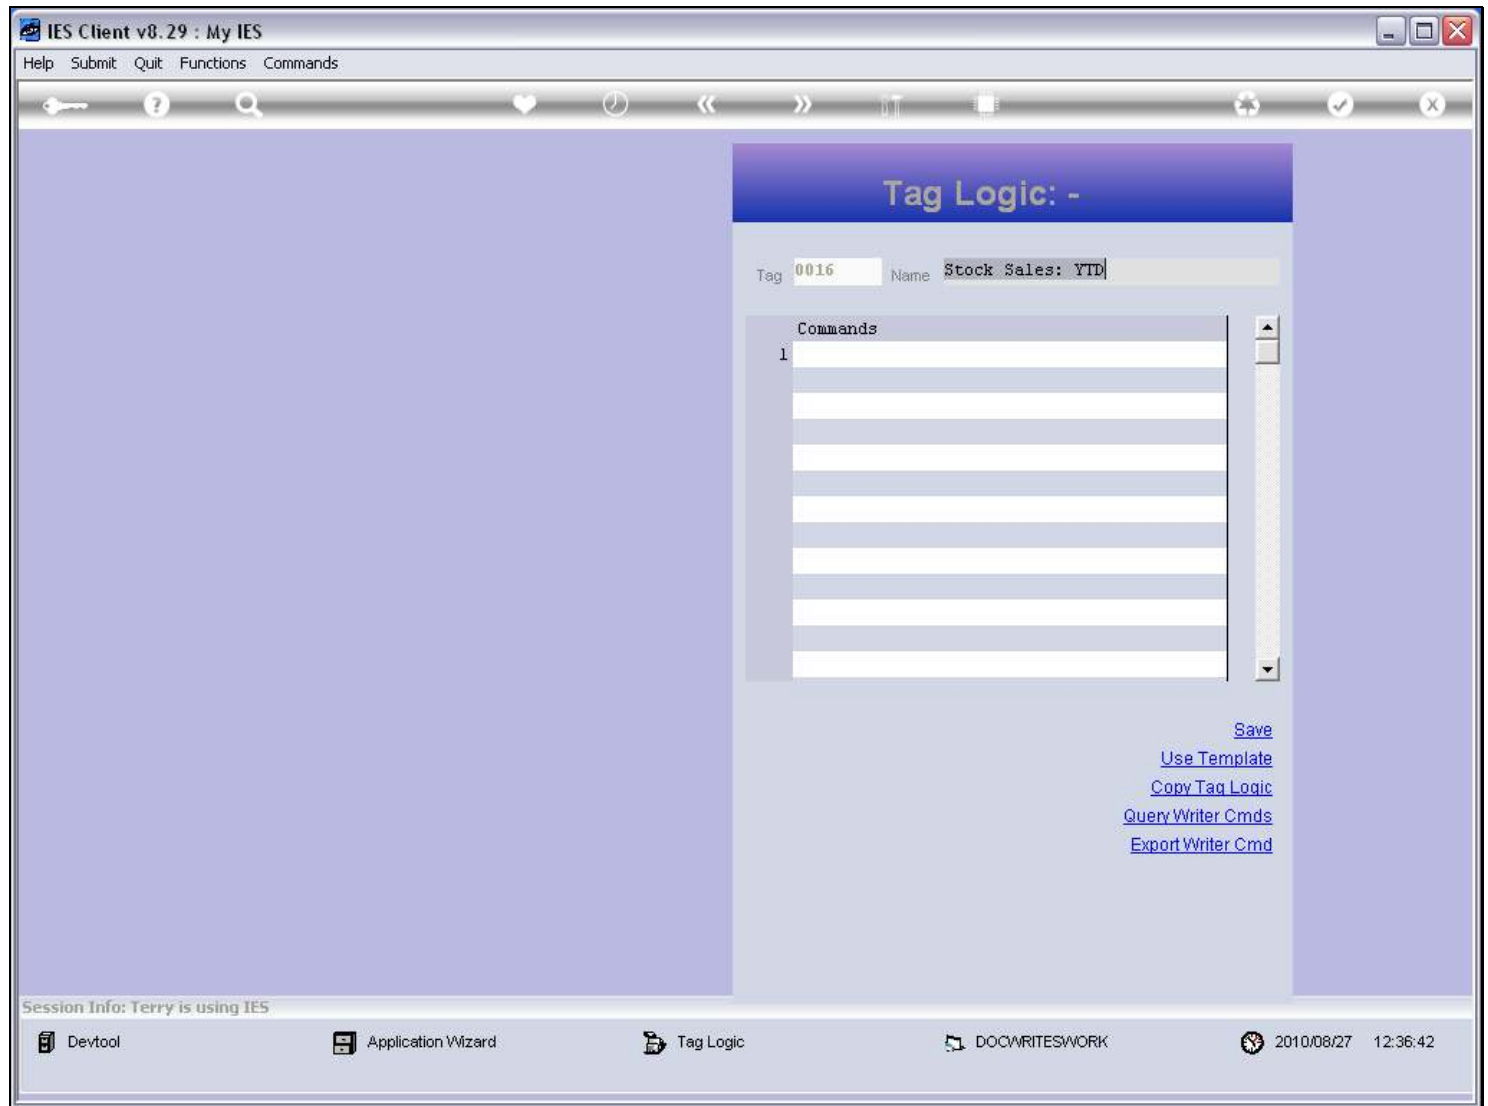 IES Client v8.29 : My IES
Help Submit Quit Functions Commands
Tag Logic: -
Tag 0016 Name Stock Sales: YTD
Commands
1
Save
Use Template
Copy Tag Logic
Query Writer Cmds
Export Writer Cmd
Session Info: Terry is using IES
Devtool Application Wizard Tag Logic DOCWRITESWORK 2010/08/27 12:36:42